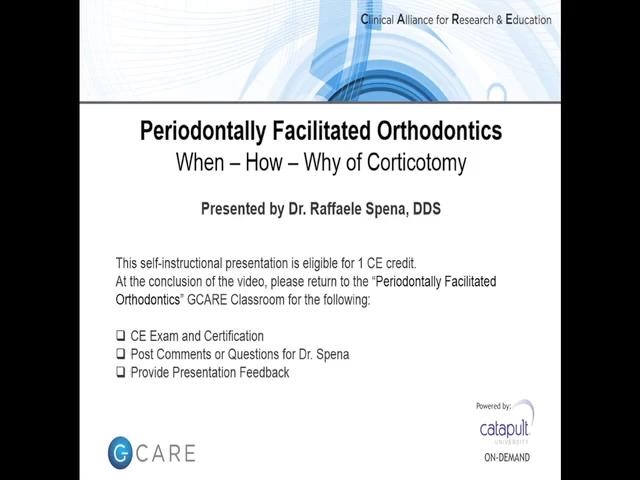 Clinical Alliance for Research & Education
Periodontally Facilitated Orthodontics
When – How – Why of Corticotomy
Presented by Dr. Raffaele Spena, DDS
This self-instructional presentation is eligible for 1 CE credit.
At the conclusion of the video, please return to the “Periodontally Facilitated
Orthodontics” GCARE Classroom for the following:
❑ CE Exam and Certification
❑ Post Comments or Questions for Dr. Spena
❑ Provide Presentation Feedback
Powered by:
catapult
UNIVERSITY
ON-DEMAND
G CARE